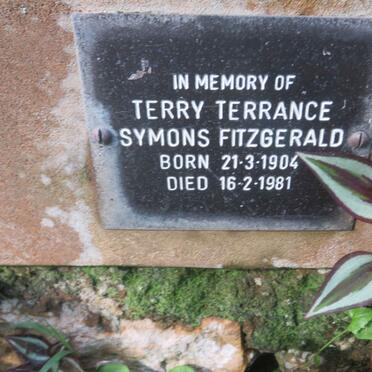 IN MEMORY OF
TERRY TERRANCE
SYMONS FITZGERALD
BORN 21-3-1904
DIED 16-2-1981